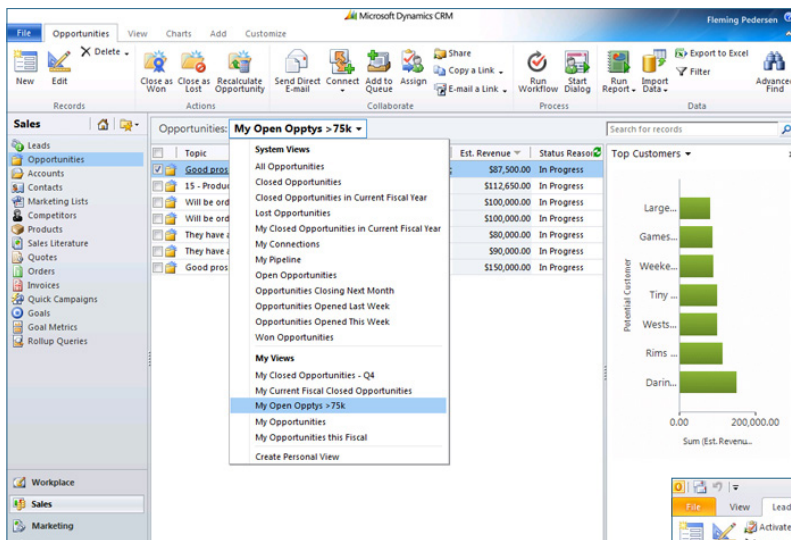 Microsoft Dynamics CRM
Fleming Pedersen
File Opportunities View Charts Add Customize
New
Edit
Delete
Records
Close as Won
Close as Lost
Recalculate Opportunity
Actions
Send Direct E-mail
Connect
Add to Queue
Assign
Share
Copy a Link
E-mail a Link
Collaborate
Run Workflow
Start Dialog
Process
Run Report
Import Data
Export to Excel
Filter
Advanced Find
Data
Sales
Leads
Opportunities
Accounts
Contacts
Marketing Lists
Competitors
Products
Sales Literature
Quotes
Orders
Invoices
Quick Campaigns
Goals
Goal Metrics
Rollup Queries
Workplace
Sales
Marketing
Opportunities: My Open Opptys >75k
Search for records
Topic Est. Revenue Status Reason
Good pros $87,500.00 In Progress
15 - Produc $112,650.00 In Progress
Will be ord $100,000.00 In Progress
Will be ord $100,000.00 In Progress
They have a $80,000.00 In Progress
They have a $90,000.00 In Progress
Good pros $150,000.00 In Progress
System Views
All Opportunities
Closed Opportunities
Closed Opportunities in Current Fiscal Year
Lost Opportunities
My Closed Opportunities in Current Fiscal Year
My Connections
My Pipeline
Open Opportunities
Opportunities Closing Next Month
Opportunities Opened Last Week
Opportunities Opened This Week
Won Opportunities
My Views
My Closed Opportunities - Q4
My Current Fiscal Closed Opportunities
My Open Opptys >75k
My Opportunities
My Opportunities this Fiscal
Create Personal View
Top Customers
Potential Customer
Large...
Games...
Weeke...
Tiny ...
Wests...
Rims ...
Darin...
0.00 200,000.00
Sum (Est. Revenu...
File View Lead
Activate